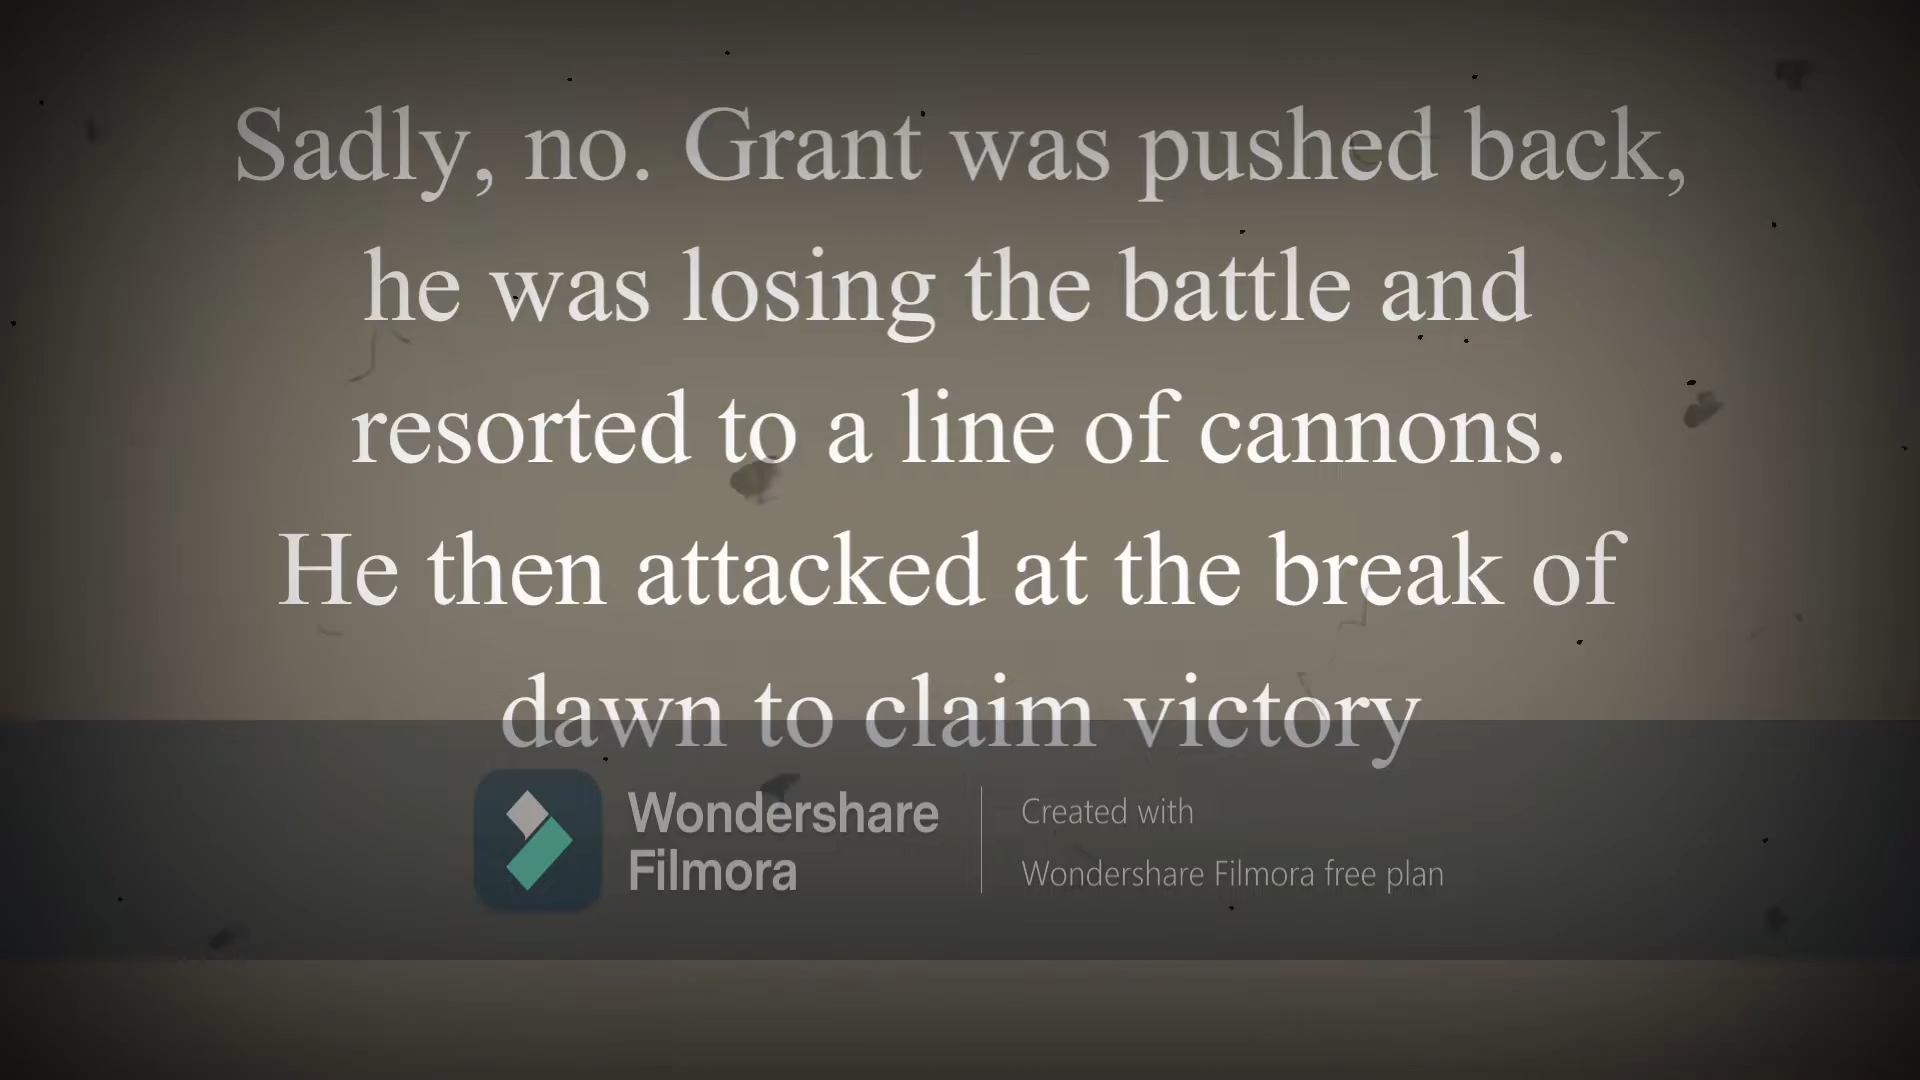 Sadly, no. Grant was pushed back,
he was losing the battle and
resorted to a line of cannons.
He then attacked at the break of
dawn to claim victory
Wondershare
Filmora
Created with
Wondershare Filmora free plan